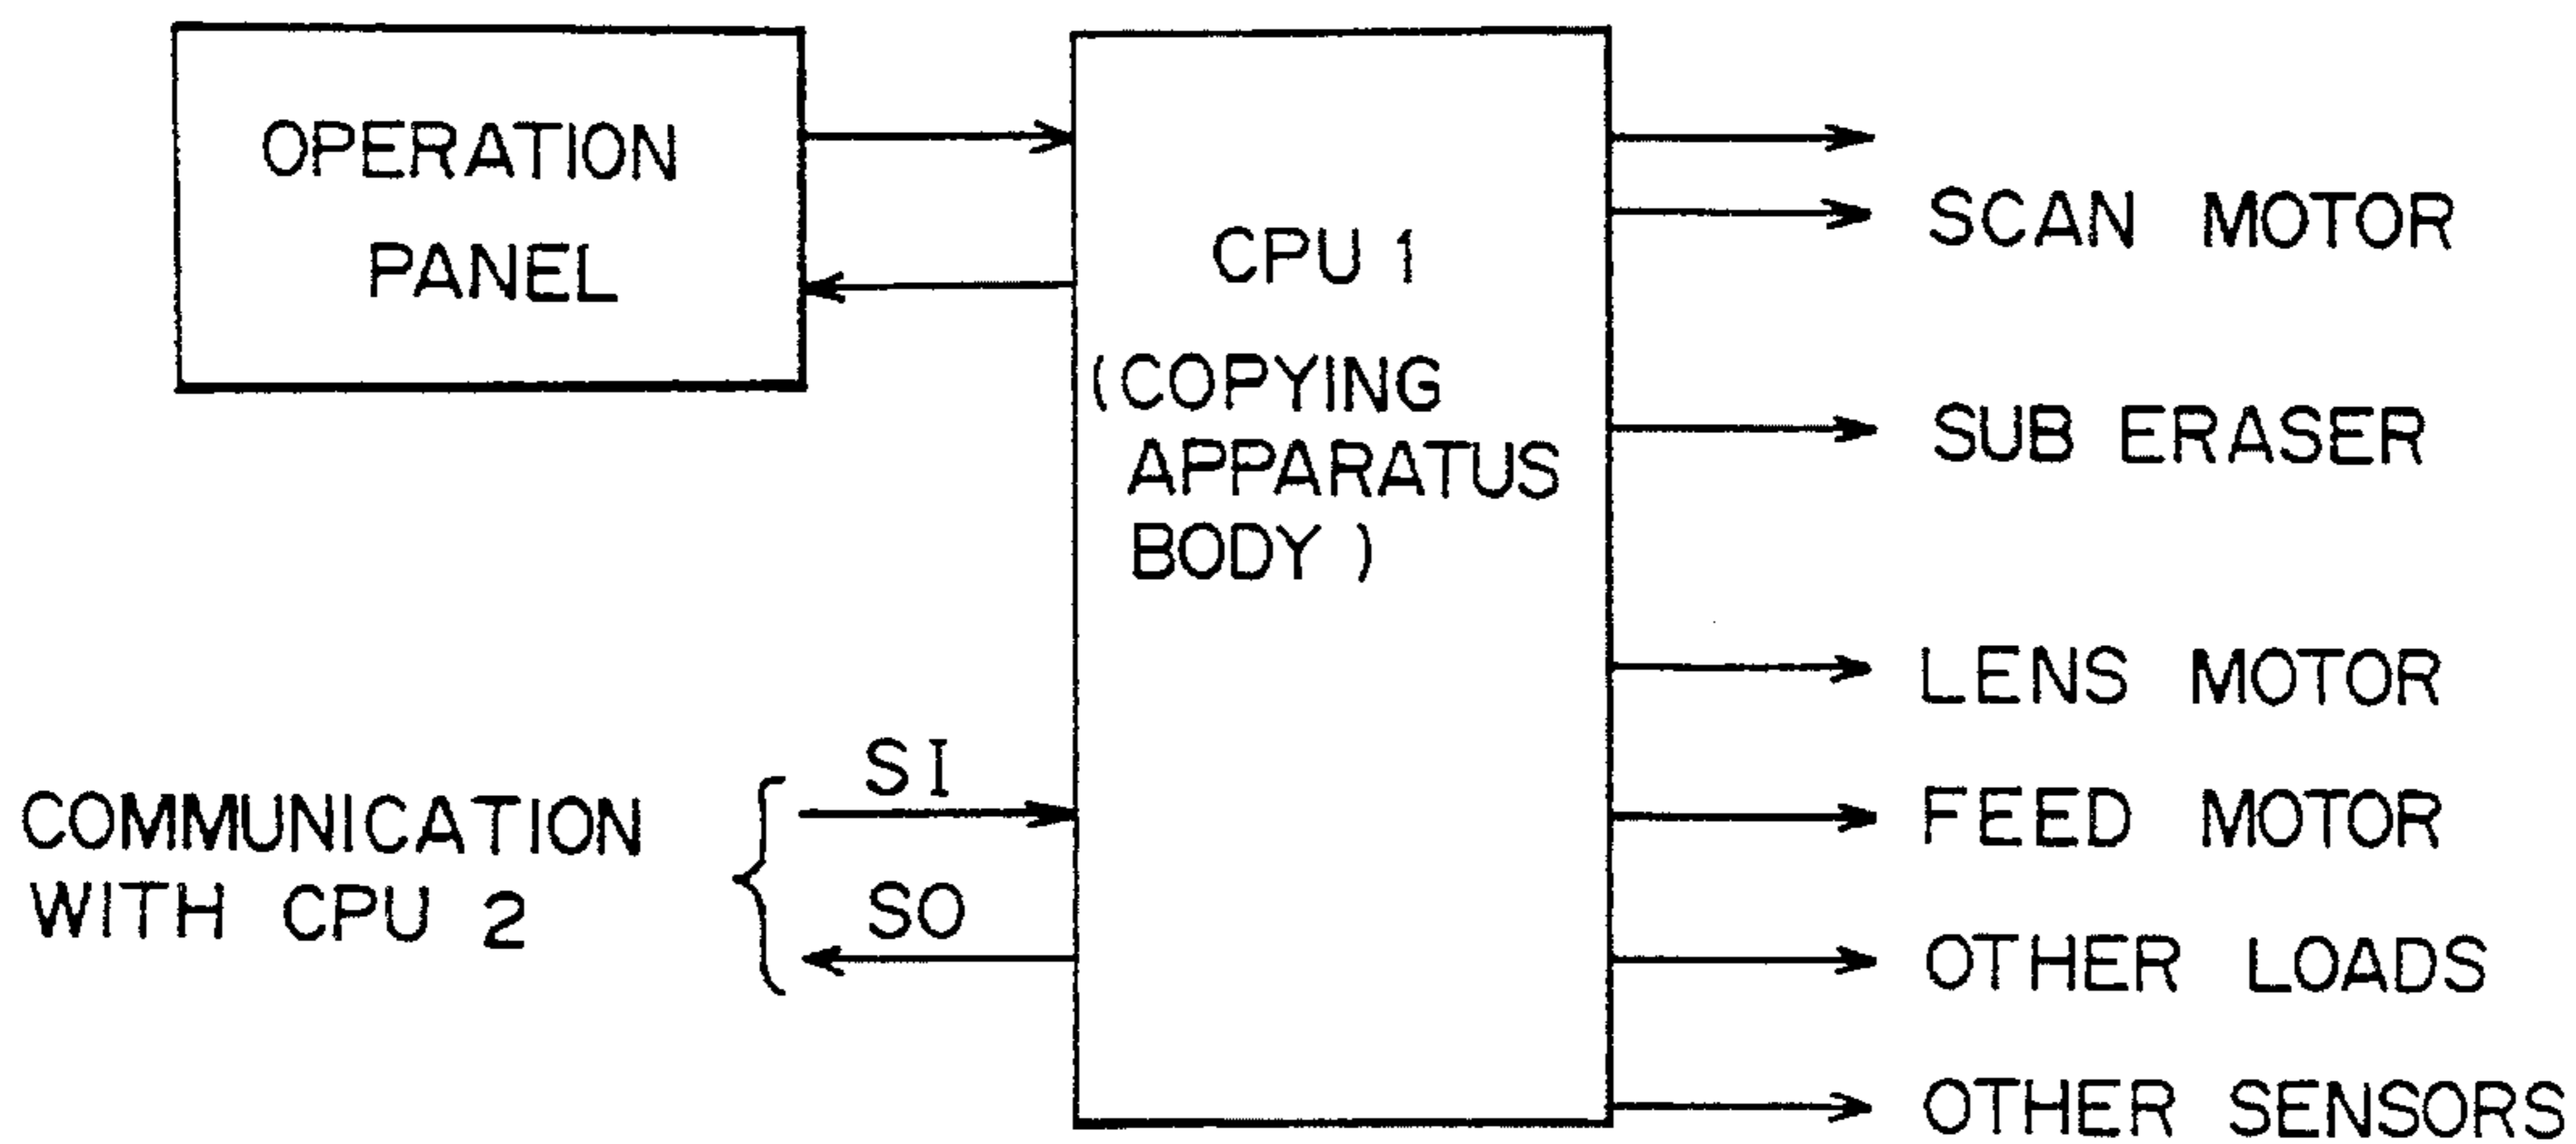 OPERATION
PANEL
CPU 1
(COPYING
APPARATUS
BODY)
COMMUNICATION
WITH CPU 2
SI
SO
SCAN MOTOR
SUB ERASER
LENS MOTOR
FEED MOTOR
OTHER LOADS
OTHER SENSORS